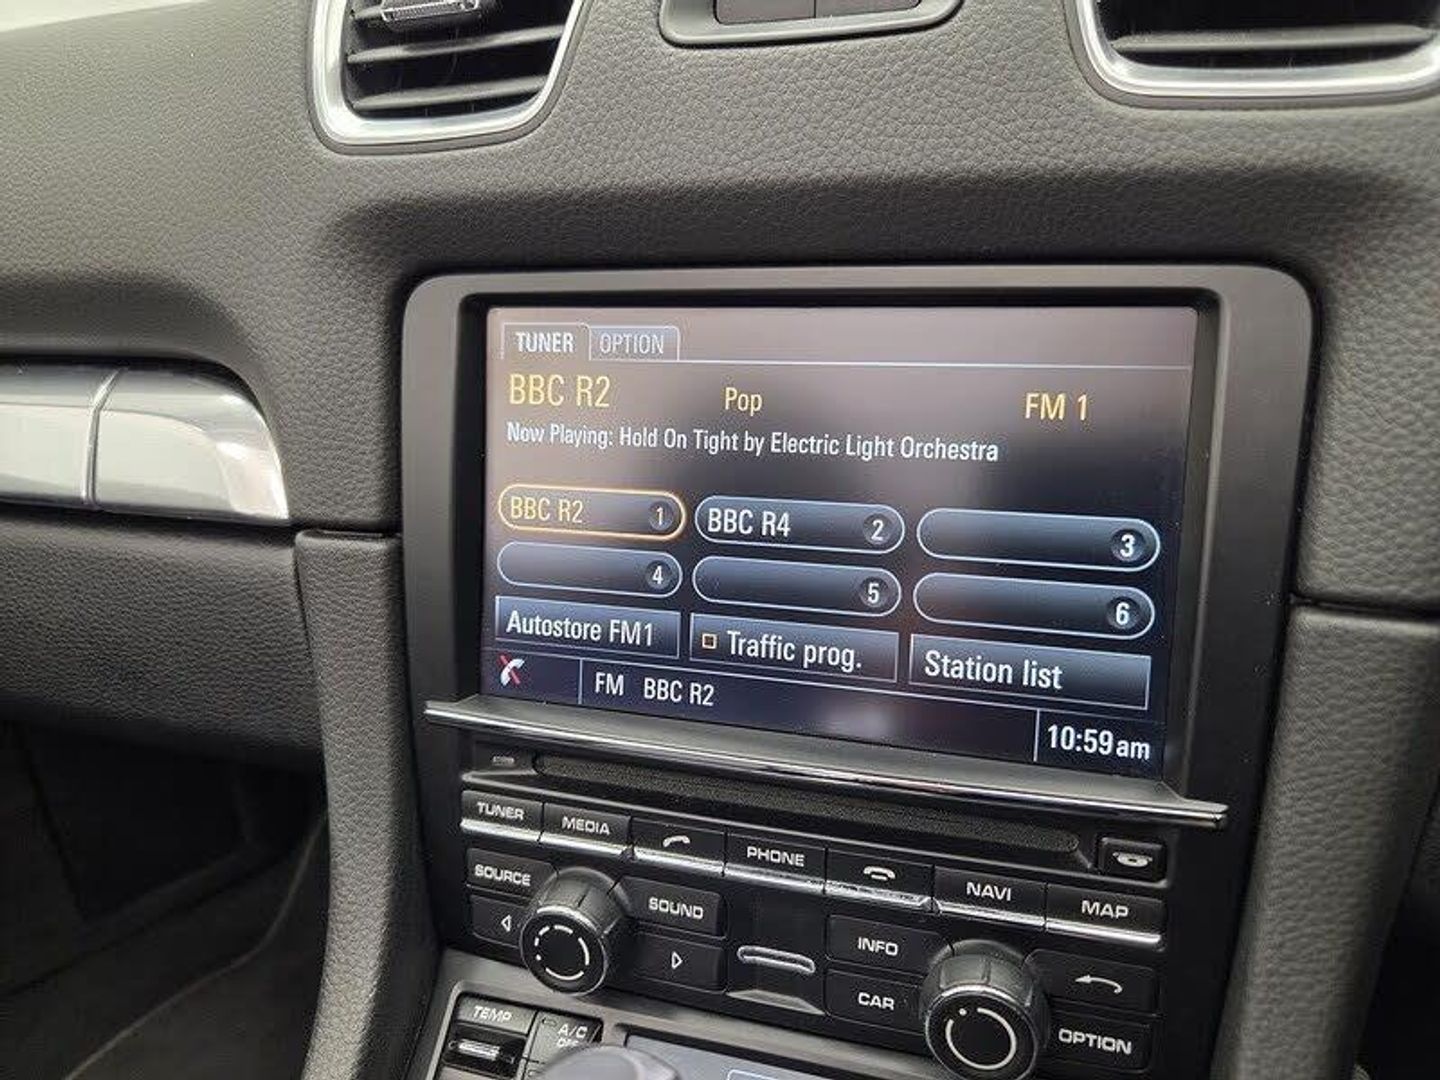 TUNER OPTION
BBC R2 Pop FM 1
Now Playing: Hold On Tight by Electric Light Orchestra
BBC R2 1 BBC R4 2 3
4 5 6
Autostore FM1 Traffic prog. Station list
FM BBC R2 10:59am
TUNER MEDIA PHONE NAVI MAP
SOURCE SOUND INFO
CAR OPTION
TEMP A/C
OFF